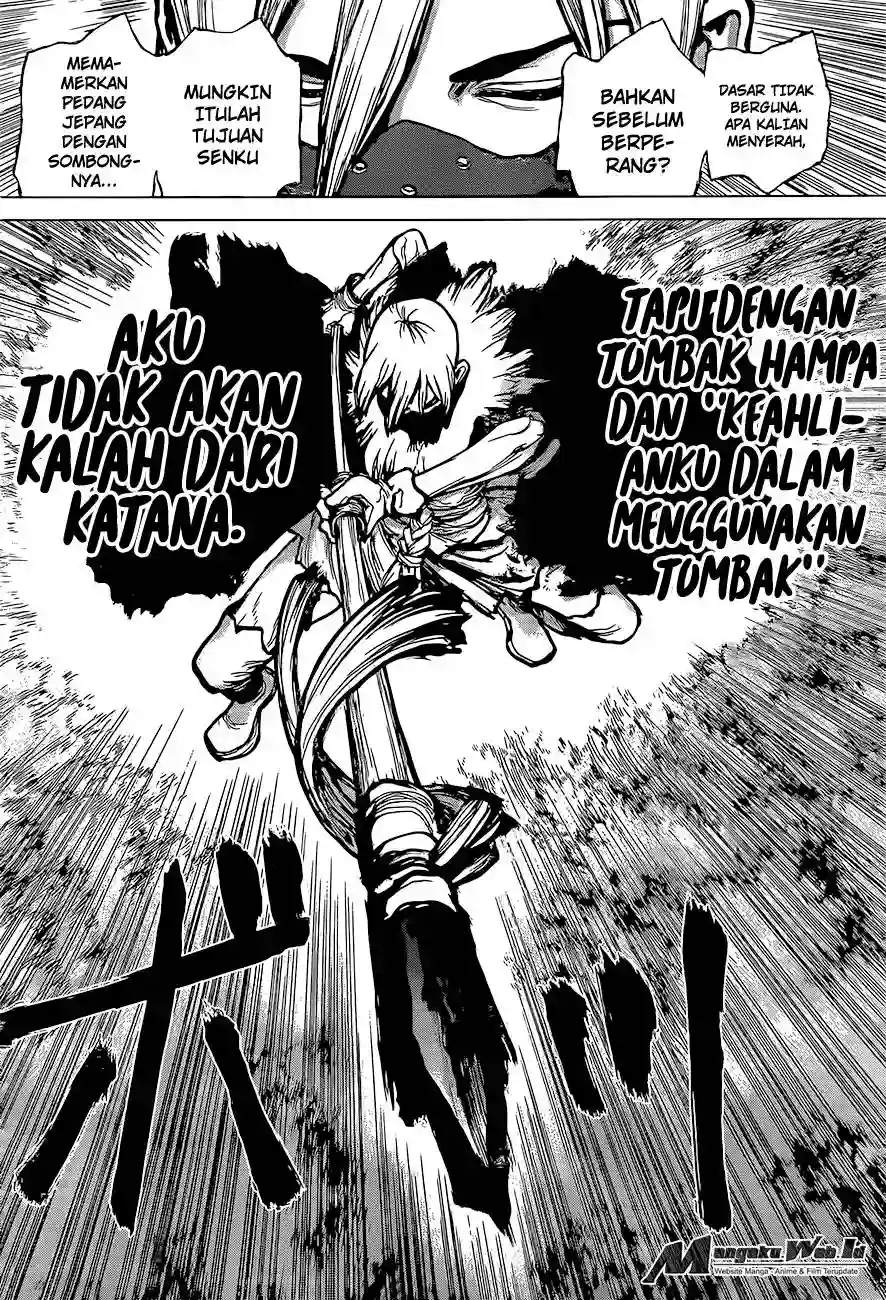 DASAR TIDAK
BERGUNA.
APA KALIAN
MENYERAH,
BAHKAN
SEBELUM
BERPE-
RANG?
MUNGKIN
ITULAH
TUJUAN
SENKU
MEMA-
MERKAN
PEDANG
JEPANG
DENGAN
SOMBONG-
NYA...
TAPI DENGAN
TOMBAK HAMPA
DAN "KEAHLI-
ANKU DALAM
MENGGUNAKAN
TOMBAK"
AKU
TIDAK AKAN
KALAH DARI
KATANA.
Mangaku.Web.Id
Website Manga - Anime & Film Terupdate